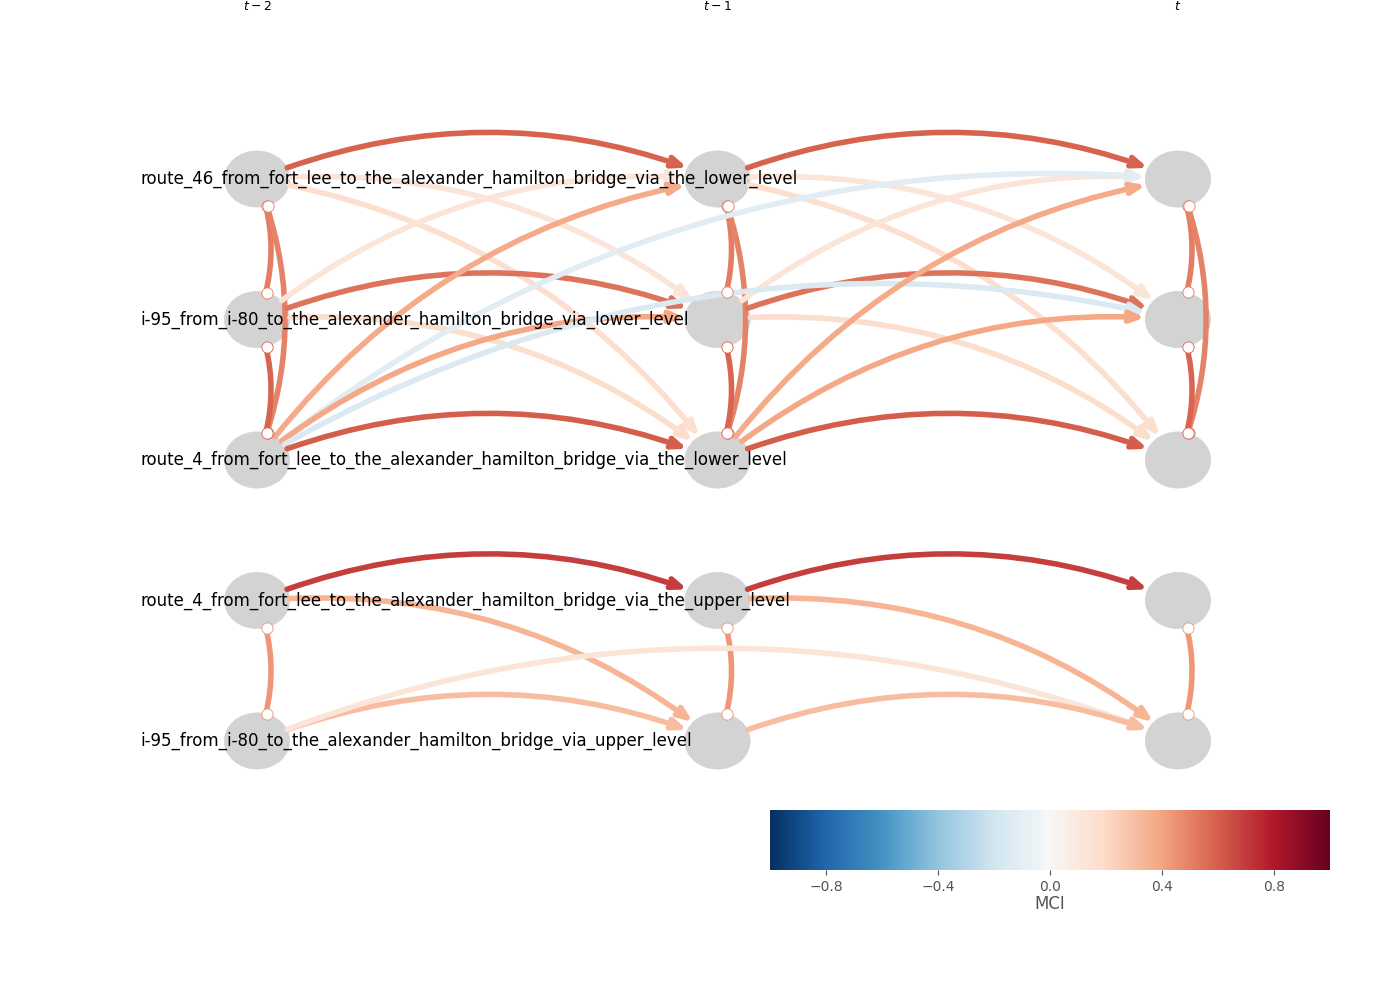 t − 2 t − 1 t
route_46_from_fort_lee_to_the_alexander_hamilton_bridge_via_the_lower_level
i-95_from_i-80_to_the_alexander_hamilton_bridge_via_lower_level
route_4_from_fort_lee_to_the_alexander_hamilton_bridge_via_the_lower_level
route_4_from_fort_lee_to_the_alexander_hamilton_bridge_via_the_upper_level
i-95_from_i-80_to_the_alexander_hamilton_bridge_via_upper_level
−0.8 −0.4 0.0 0.4 0.8
MCI